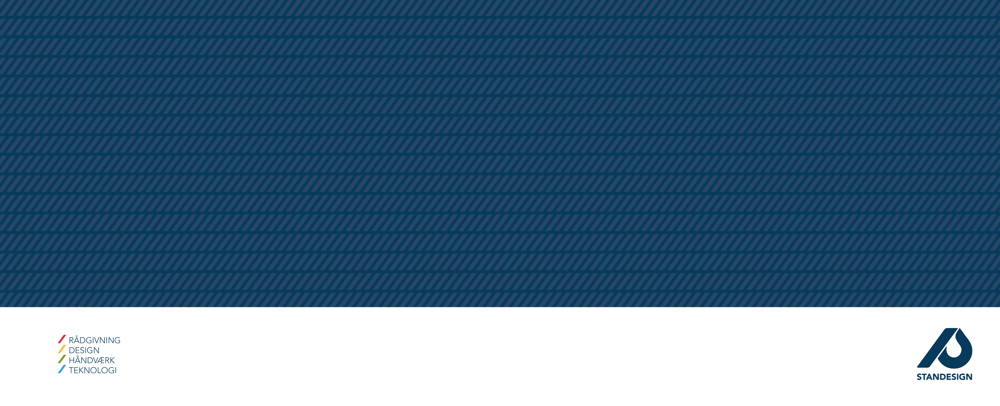 RÅDGIVNING
DESIGN
HÅNDVÆRK
TEKNOLOGI
STANDESIGN